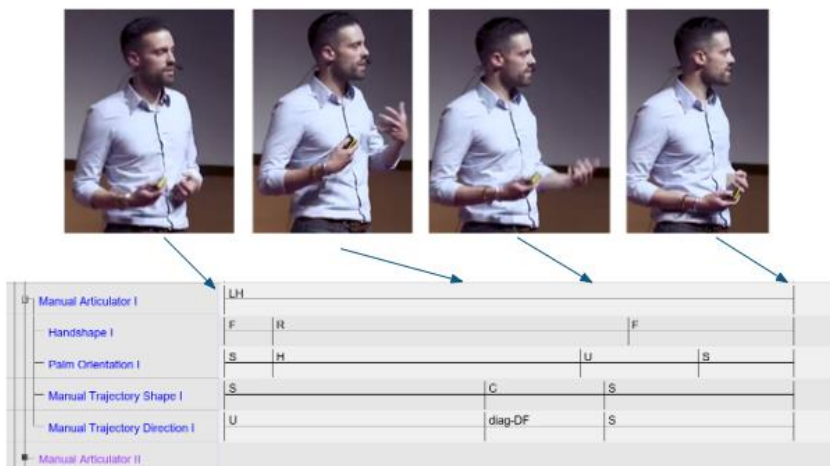 Manual Articulator I LH
Handshape I F R F
Palm Orientation I S H U S
Manual Trajectory Shape I S C S
Manual Trajectory Direction I U diag-DF S
Manual Articulator II